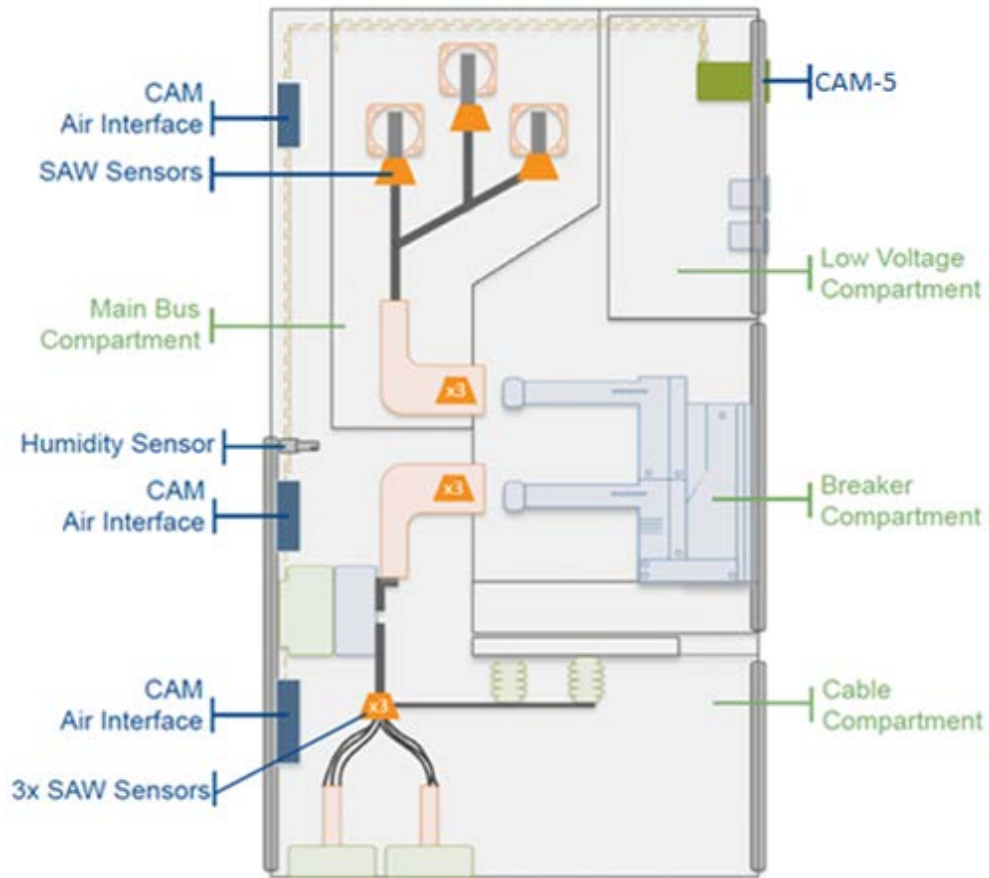 CAM
Air Interface
CAM-5
SAW Sensors
Low Voltage
Compartment
Main Bus
Compartment
x3
Humidity Sensor
x3
CAM
Air Interface
Breaker
Compartment
CAM
Air Interface
x3
Cable
Compartment
3x SAW Sensors